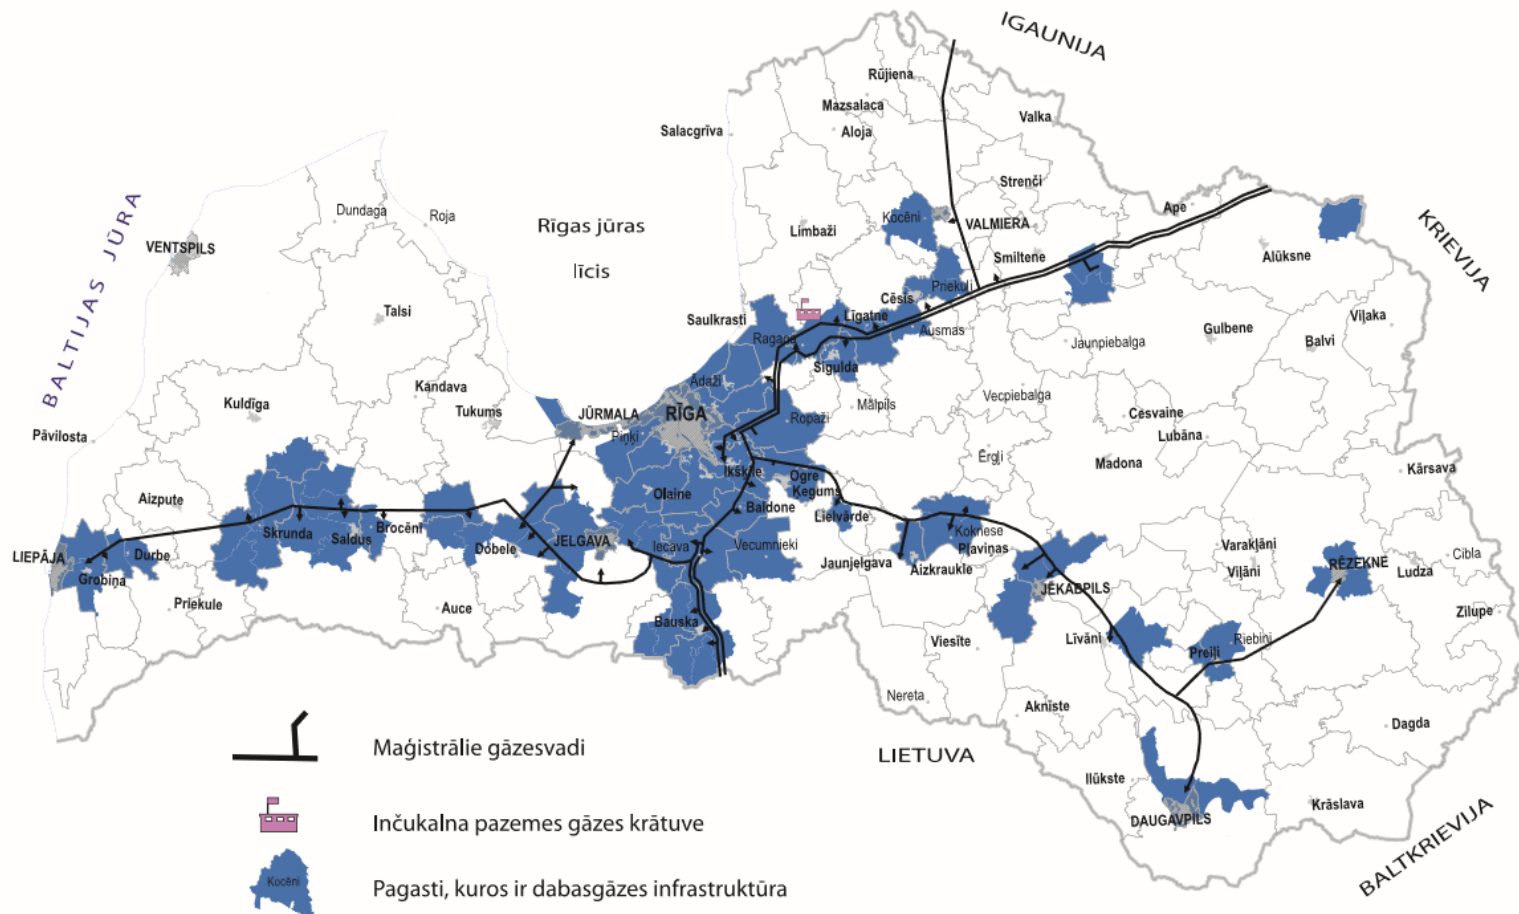 IGAUNIJA
Rūjiena
Mazsalaca
Valka
Salacgrīva
Aloja
Strenči
Ape
BALTIJAS JŪRA
Dundaga
Roja
Rīgas jūras
līcis
Kocēni
VALMIERA
Limbaži
KRIEVIJA
VENTSPILS
Smiltene
Alūksne
Priekuļi
Cēsis
Talsi
Saulkrasti
Līgatne
Ausmas
Ragana
Gulbene
Viļaka
Balvi
Jaunpiebalga
Sigulda
Kandava
Ādaži
Kuldīga
Tukums
JŪRMALA
RĪGA
Ropaži
Mālpils
Vecpiebalga
Cesvaine
Pāvilosta
Piņķi
Lubāna
Ērgļi
Madona
Kārsava
Ikšķile
Ogre
Ķegums
Aizpute
Olaine
Baldone
Lielvārde
Skrunda
Saldus
Brocēni
Dobele
JELGAVA
Iecava
Vecumnieki
Koknese
Pļaviņas
Varakļāni
Viļāni
Cibla
LIEPĀJA
Durbe
Grobiņa
Jaunjelgava
Aizkraukle
RĒZEKNE
Ludza
JĒKABPILS
Priekule
Auce
Zilupe
Bauska
Viesīte
Līvāni
Riebiņi
Preiļi
Nereta
Aknīste
Dagda
LIETUVA
Ilūkste
Krāslava
DAUGAVPILS
BALTKRIEVIJA
Maģistrālie gāzesvadi
Inčukalna pazemes gāzes krātuve
Kocēni
Pagasti, kuros ir dabasgāzes infrastruktūra